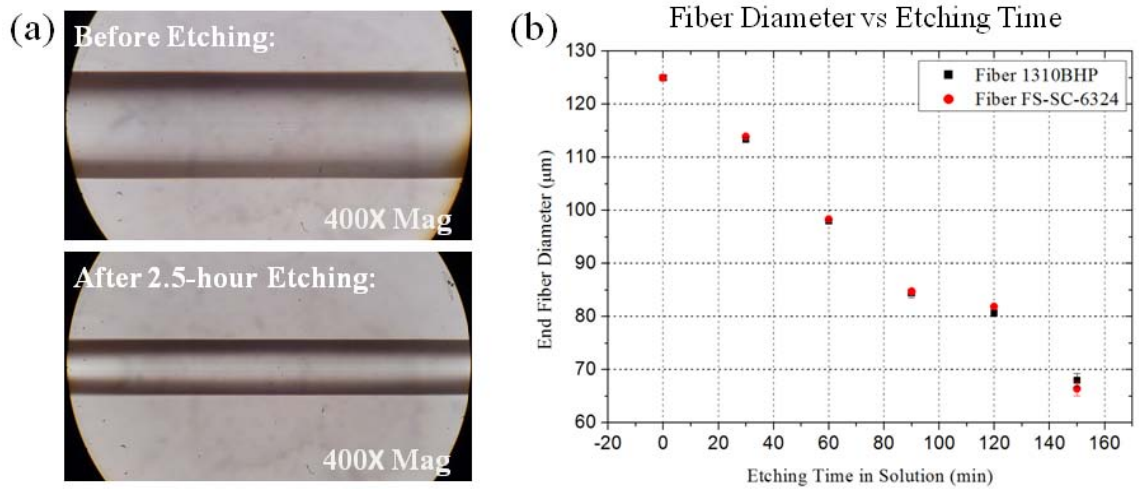 (a)
Before Etching:
400X Mag
After 2.5-hour Etching:
400X Mag
(b)
Fiber Diameter vs Etching Time
Fiber 1310BHP
Fiber FS-SC-6324
End Fiber Diameter (μm)
130
120
110
100
90
80
70
60
-20 0 20 40 60 80 100 120 140 160
Etching Time in Solution (min)